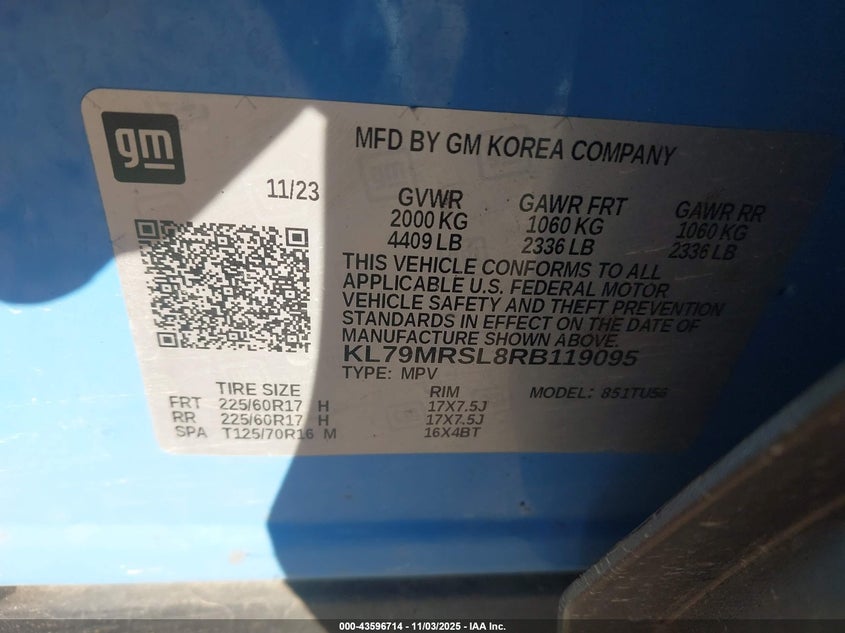 gm
MFD BY GM KOREA COMPANY
11/23
GVWR GAWR FRT GAWR RR
2000 KG 1060 KG 1060 KG
4409 LB 2336 LB 2336 LB
THIS VEHICLE CONFORMS TO ALL
APPLICABLE U.S. FEDERAL MOTOR
VEHICLE SAFETY AND THEFT PREVENTION
STANDARDS IN EFFECT ON THE DATE OF
MANUFACTURE SHOWN ABOVE.
KL79MRSL8RB119095
TYPE: MPV
TIRE SIZE RIM MODEL: 851TU56
FRT 225/60R17 H 17X7.5J
RR 225/60R17 H 17X7.5J
SPA T125/70R16 M 16X4BT
000-43596714 - 11/03/2025 - IAA Inc.